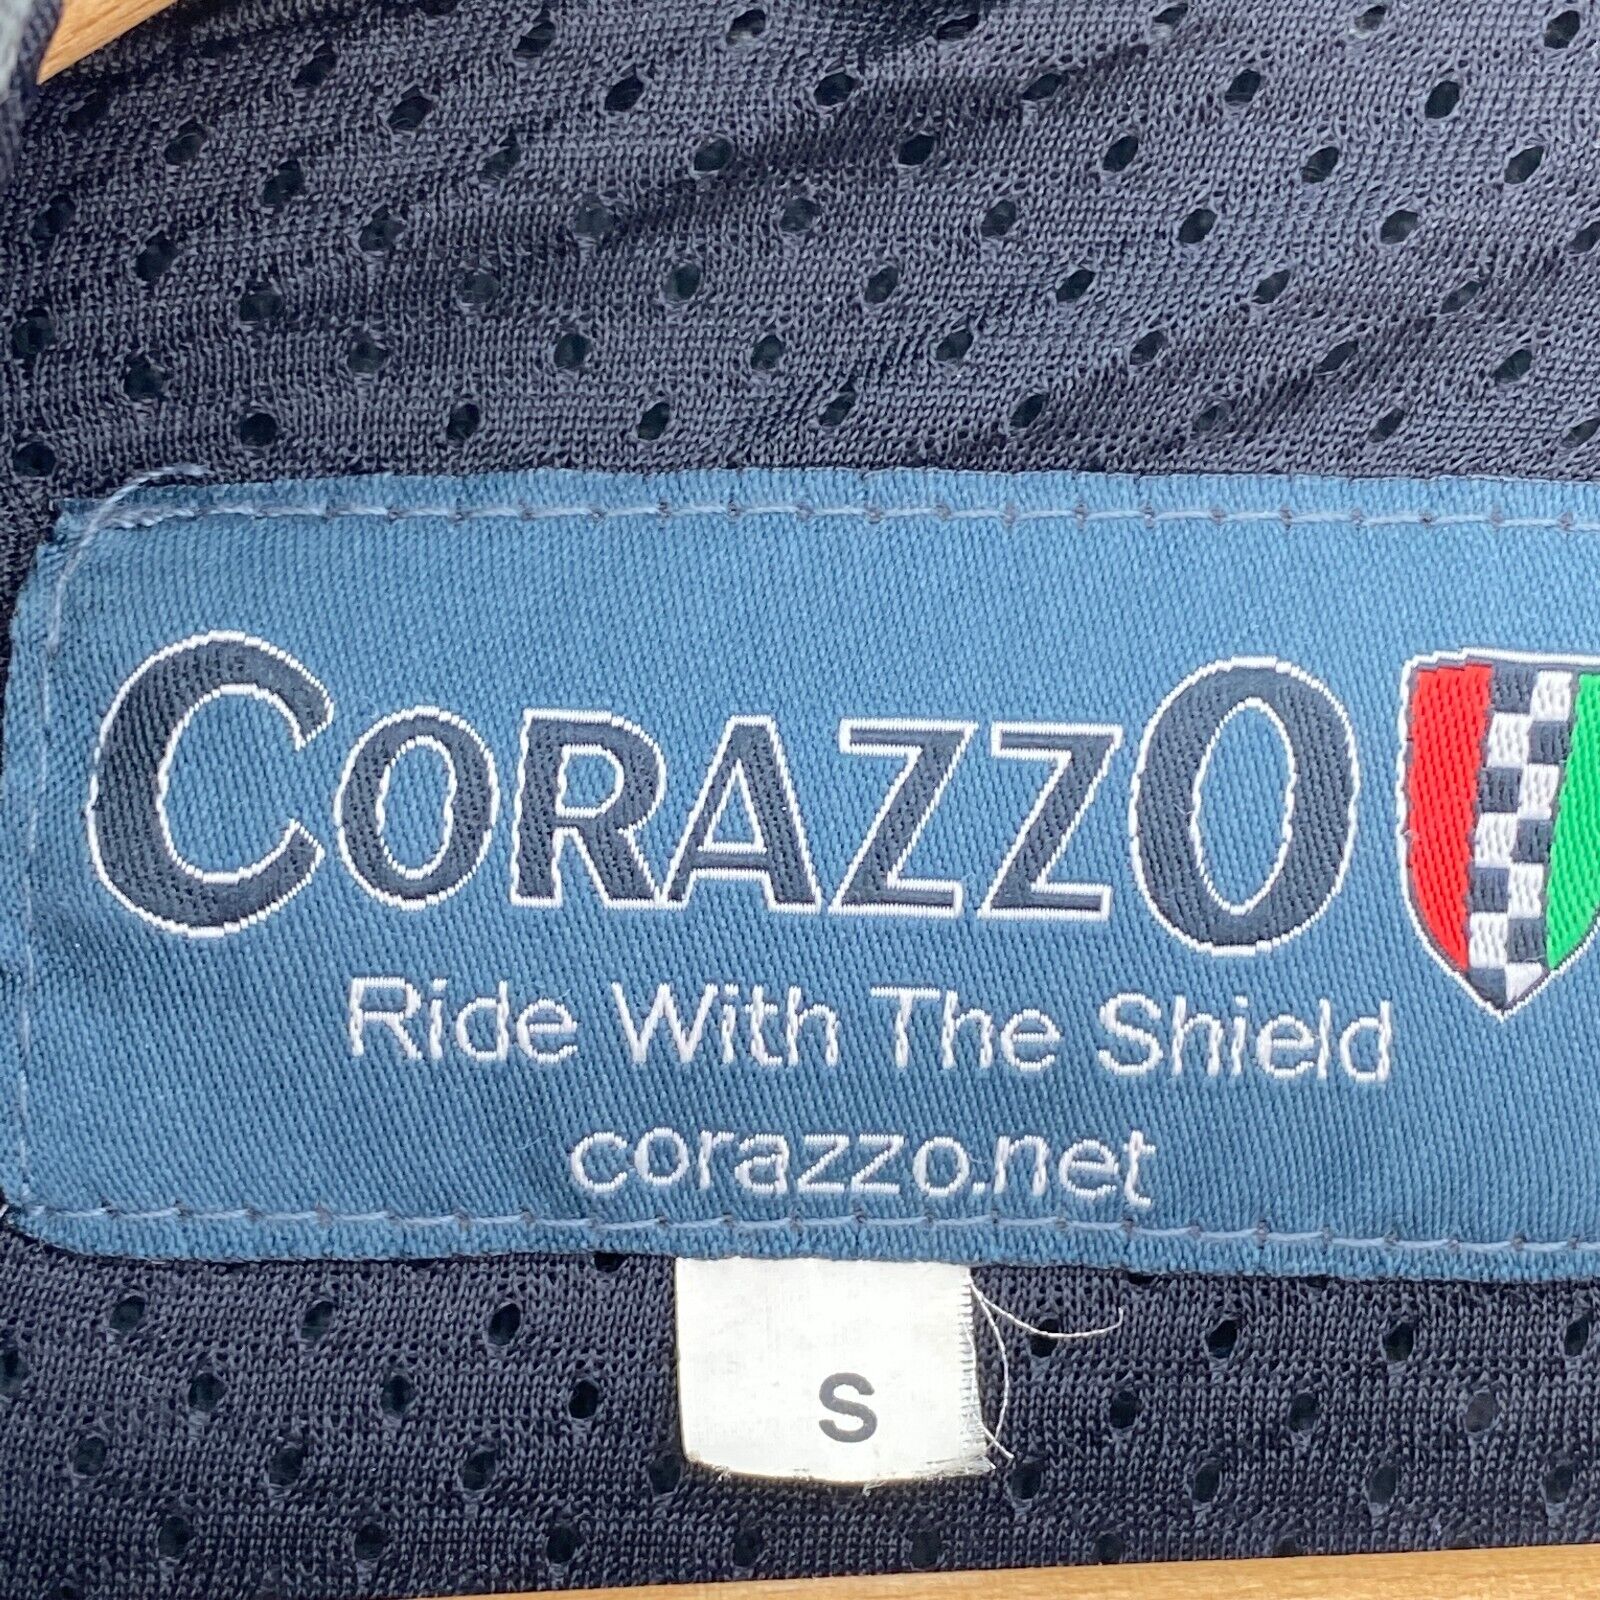 CORAZZO
Ride With The Shield
corazzo.net
S